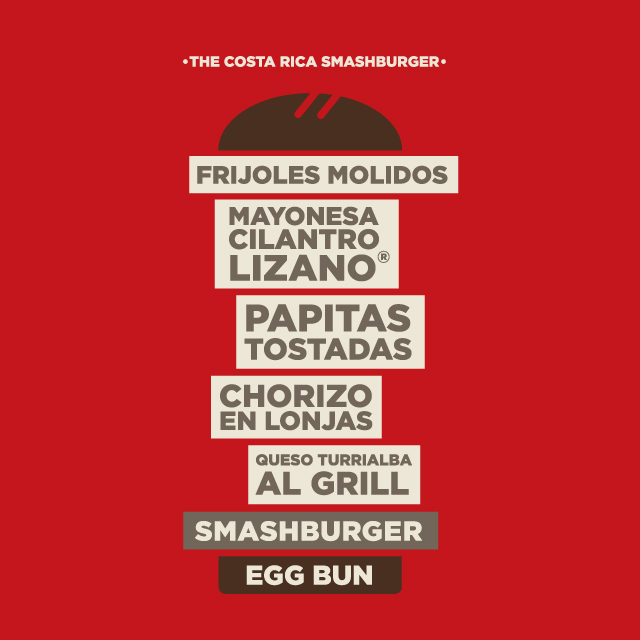 •THE COSTA RICA SMASHBURGER•
FRIJOLES MOLIDOS
MAYONESA
CILANTRO
LIZANO®
PAPITAS
TOSTADAS
CHORIZO
EN LONJAS
QUESO TURRIALBA
AL GRILL
SMASHBURGER
EGG BUN